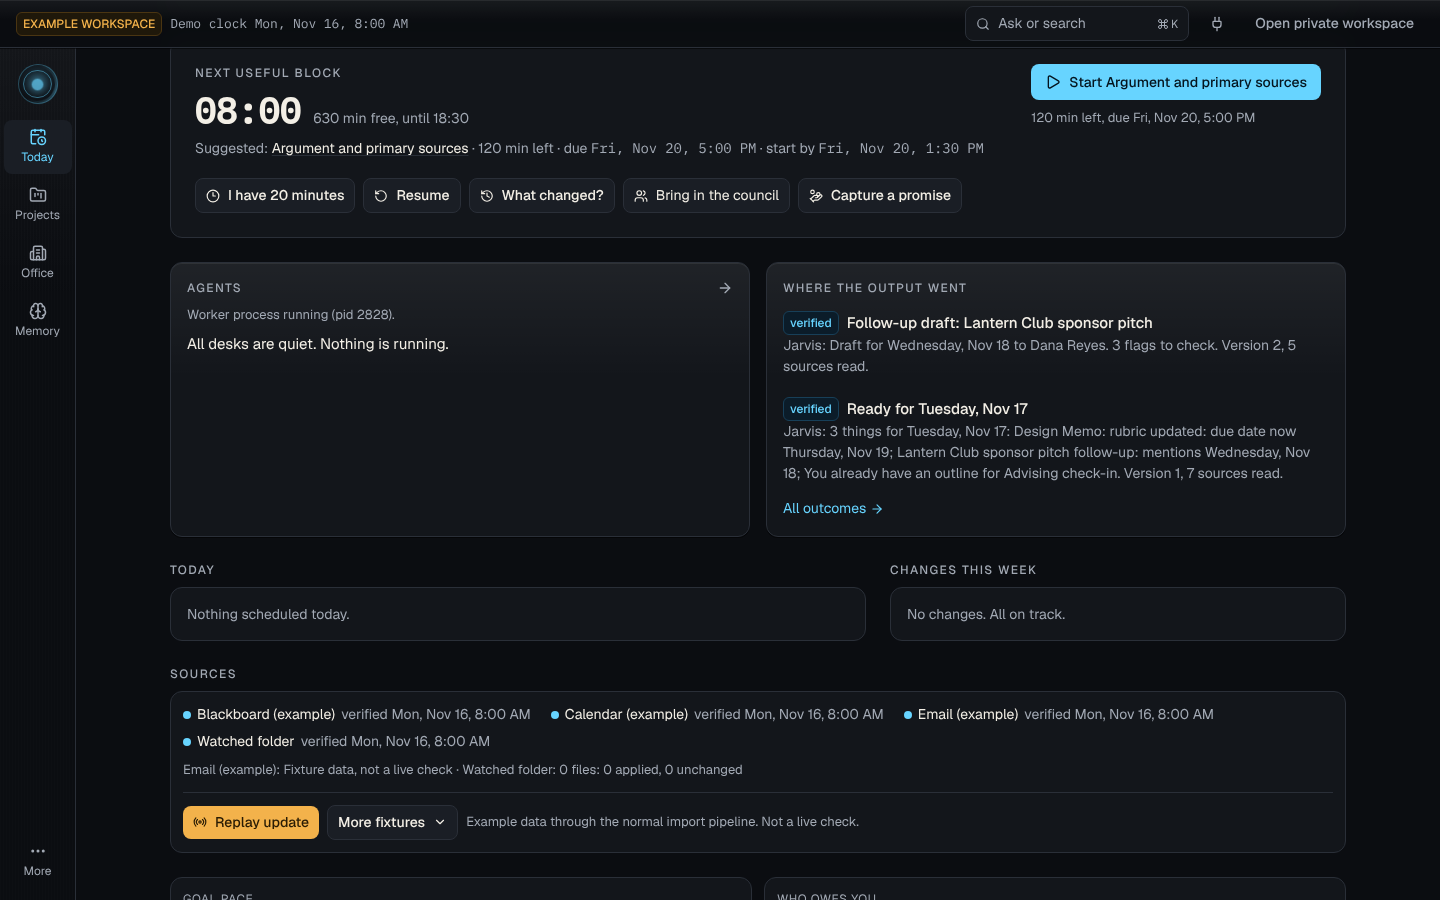 EXAMPLE WORKSPACE Demo clock Mon, Nov 16, 8:00 AM
Ask or search ⌘K
Open private workspace
Today
Projects
Office
Memory
More
NEXT USEFUL BLOCK
08:00 630 min free, until 18:30
Start Argument and primary sources
120 min left, due Fri, Nov 20, 5:00 PM
Suggested: Argument and primary sources · 120 min left · due Fri, Nov 20, 5:00 PM · start by Fri, Nov 20, 1:30 PM
I have 20 minutes
Resume
What changed?
Bring in the council
Capture a promise
AGENTS
Worker process running (pid 2828).
All desks are quiet. Nothing is running.
WHERE THE OUTPUT WENT
verified Follow-up draft: Lantern Club sponsor pitch
Jarvis: Draft for Wednesday, Nov 18 to Dana Reyes. 3 flags to check. Version 2, 5
sources read.
verified Ready for Tuesday, Nov 17
Jarvis: 3 things for Tuesday, Nov 17: Design Memo: rubric updated: due date now
Thursday, Nov 19; Lantern Club sponsor pitch follow-up: mentions Wednesday, Nov
18; You already have an outline for Advising check-in. Version 1, 7 sources read.
All outcomes →
TODAY
Nothing scheduled today.
CHANGES THIS WEEK
No changes. All on track.
SOURCES
Blackboard (example) verified Mon, Nov 16, 8:00 AM
Calendar (example) verified Mon, Nov 16, 8:00 AM
Email (example) verified Mon, Nov 16, 8:00 AM
Watched folder verified Mon, Nov 16, 8:00 AM
Email (example): Fixture data, not a live check · Watched folder: 0 files: 0 applied, 0 unchanged
Replay update
More fixtures
Example data through the normal import pipeline. Not a live check.
GOAL PACE
WHO OWES YOU